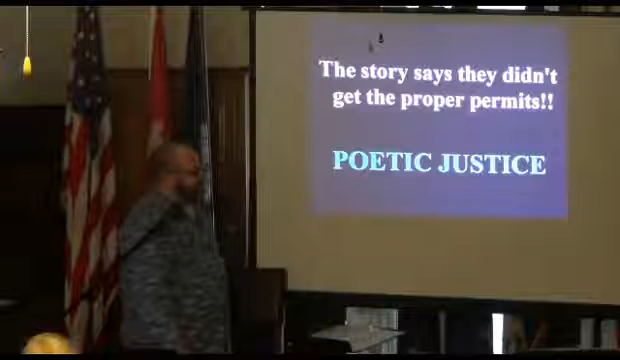 The story says they didn't
get the proper permits!!
POETIC JUSTICE